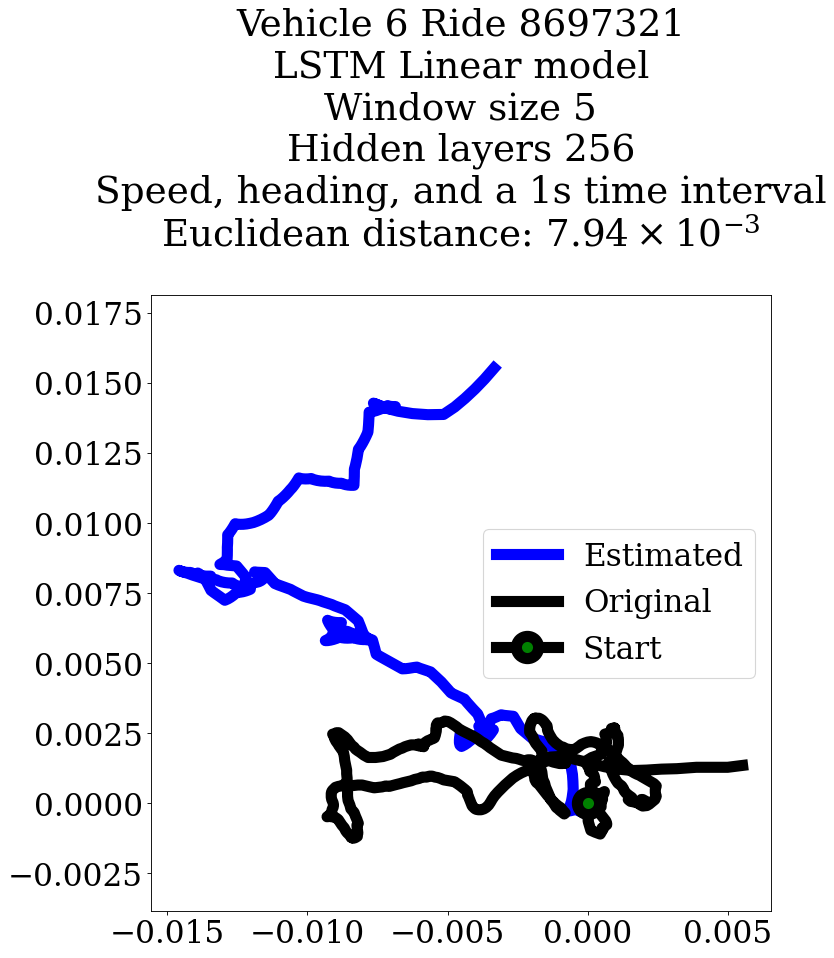 Vehicle 6 Ride 8697321
LSTM Linear model
Window size 5
Hidden layers 256
Speed, heading, and a 1s time interval
Euclidean distance: 7.94 × 10⁻³
0.0175
0.0150
0.0125
0.0100
0.0075
0.0050
0.0025
0.0000
−0.0025
Estimated
Original
Start
−0.015 −0.010 −0.005 0.000 0.005